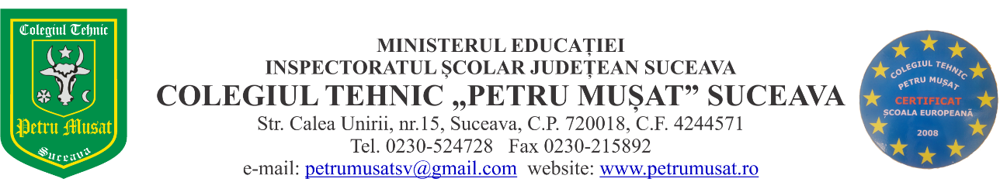 Colegiul Tehnic
Petru Musat
Suceava
MINISTERUL EDUCAȚIEI
INSPECTORATUL ȘCOLAR JUDEȚEAN SUCEAVA
COLEGIUL TEHNIC „PETRU MUȘAT” SUCEAVA
Str. Calea Unirii, nr.15, Suceava, C.P. 720018, C.F. 4244571
Tel. 0230-524728 Fax 0230-215892
e-mail: petrumusatsv@gmail.com website: www.petrumusat.ro
COLEGIUL TEHNIC
PETRU MUȘAT
CERTIFICAT
ȘCOALA EUROPEANĂ
2008